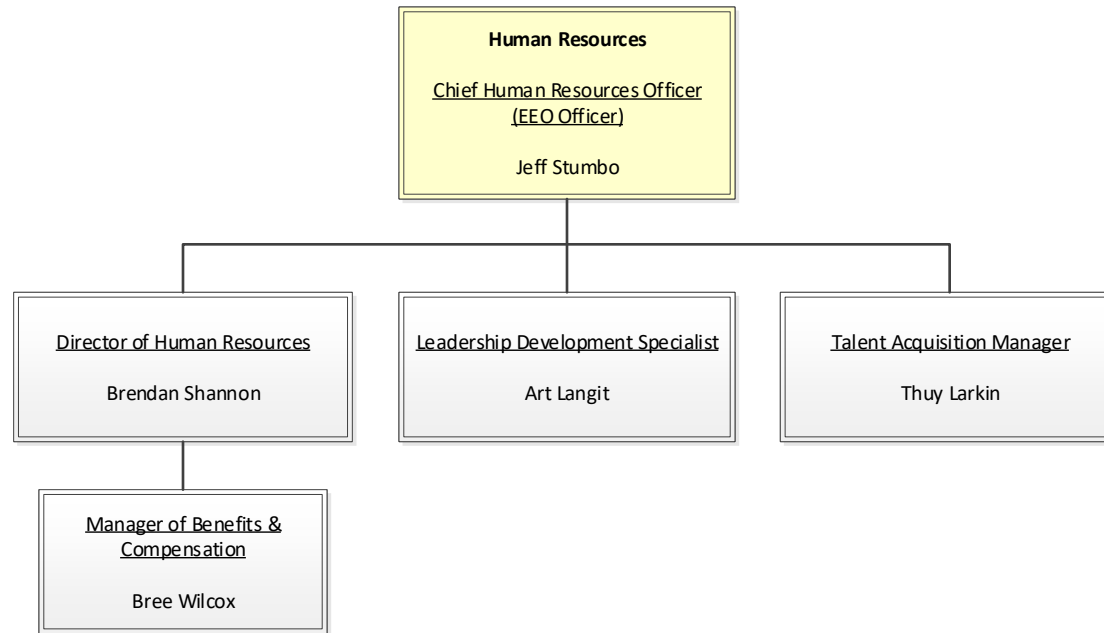 Human Resources
Chief Human Resources Officer
(EEO Officer)
Jeff Stumbo
Director of Human Resources
Brendan Shannon
Leadership Development Specialist
Art Langit
Talent Acquisition Manager
Thuy Larkin
Manager of Benefits &
Compensation
Bree Wilcox